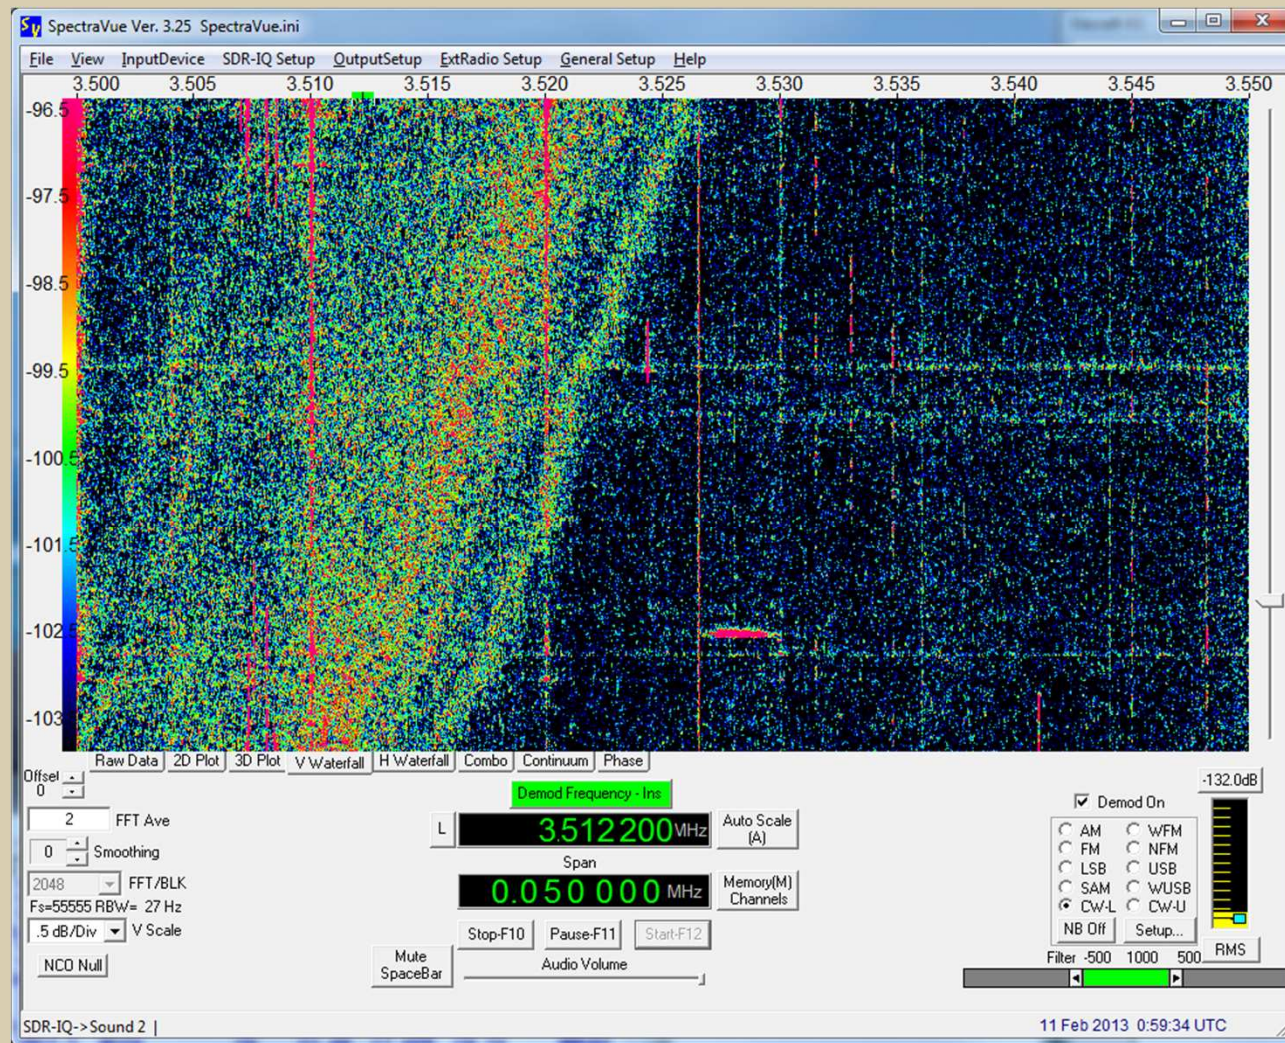 SpectraVue Ver. 3.25 SpectraVue.ini
File View InputDevice SDR-IQ Setup OutputSetup ExtRadio Setup General Setup Help
3.500 3.505 3.510 3.515 3.520 3.525 3.530 3.535 3.540 3.545 3.550
-96.5
-97.5
-98.5
-99.5
-100.5
-101.5
-102.5
-103
Raw Data 2D Plot 3D Plot V Waterfall H Waterfall Combo Continuum Phase
Offset
0
2 FFT Ave
0 Smoothing
2048 FFT/BLK
Fs=55555 RBW= 27 Hz
.5 dB/Div V Scale
NCO Null
Demod Frequency - Ins
L 3.512 200 MHz
Auto Scale
(A)
Span
0.050 000 MHz
Memory(M)
Channels
Stop-F10 Pause-F11 Start-F12
Mute
SpaceBar
Audio Volume
-132.0dB
Demod On
AM WFM
FM NFM
LSB USB
SAM WUSB
CW-L CW-U
NB Off Setup...
RMS
Filter -500 1000 500
SDR-IQ->Sound 2 |
11 Feb 2013 0:59:34 UTC